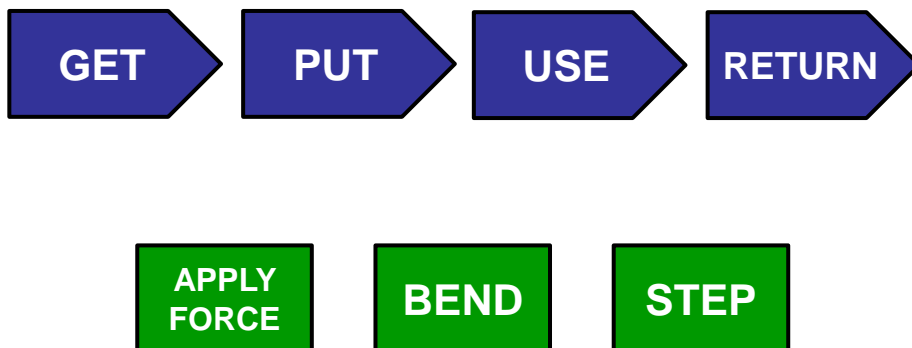 GET PUT USE RETURN
APPLY
FORCE
BEND
STEP